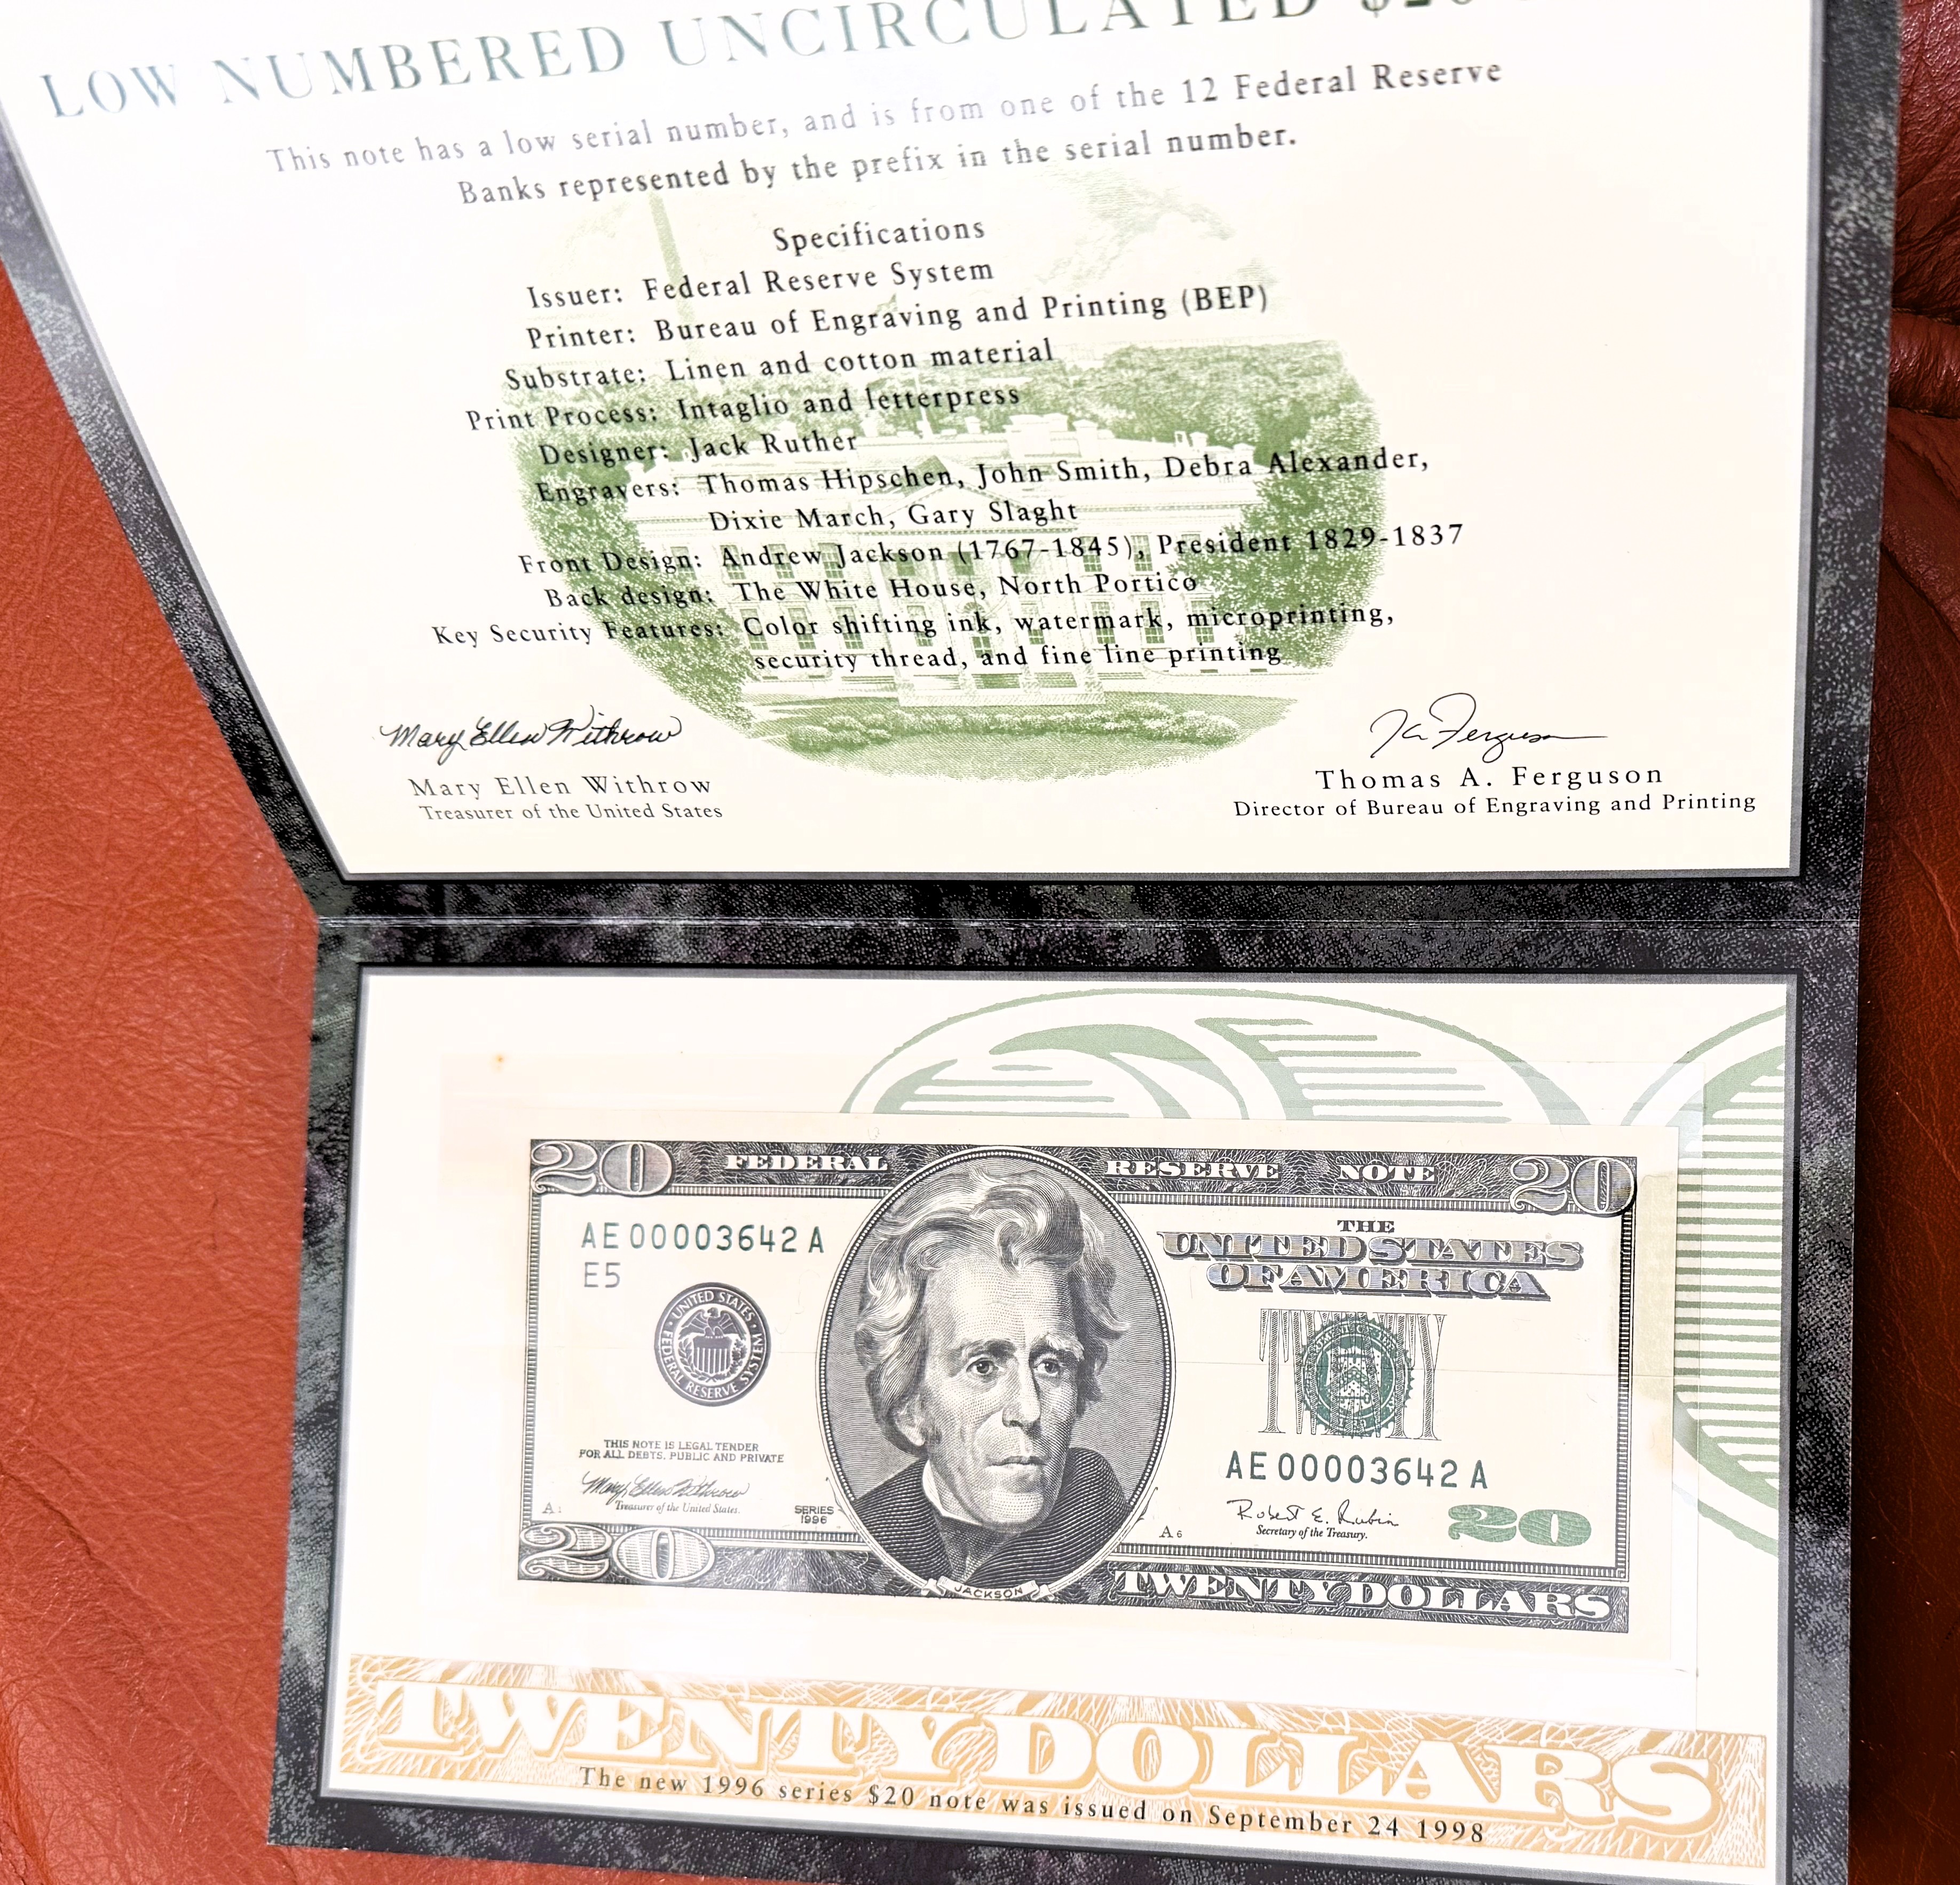 LOW NUMBERED UNCIRCULATED
This note has a low serial number, and is from one of the 12 Federal Reserve
Banks represented by the prefix in the serial number.
Specifications
Issuer: Federal Reserve System
Printer: Bureau of Engraving and Printing (BEP)
Substrate: Linen and cotton material
Print Process: Intaglio and letterpress
Designer: Jack Ruther
Engravers: Thomas Hipschen, John Smith, Debra Alexander,
Dixie March, Gary Slaght
Front Design: Andrew Jackson (1767-1845), President 1829-1837
Back design: The White House, North Portico
Key Security Features: Color shifting ink, watermark, microprinting,
security thread, and fine line printing
Mary Ellen Withrow
Mary Ellen Withrow
Treasurer of the United States
Thomas A. Ferguson
Director of Bureau of Engraving and Printing
20 FEDERAL RESERVE NOTE 20
AE 00003642 A
E5
THE
UNITED STATES
OF AMERICA
UNITED STATES FEDERAL RESERVE SYSTEM
TWENTY
THIS NOTE IS LEGAL TENDER
FOR ALL DEBTS, PUBLIC AND PRIVATE
Mary Ellen Withrow
Treasurer of the United States.
A1
SERIES
1996
AE 00003642 A
Robert E. Rubin
Secretary of the Treasury.
A6
20
20
JACKSON
TWENTY DOLLARS
TWENTY DOLLARS
The new 1996 series $20 note was issued on September 24 1998